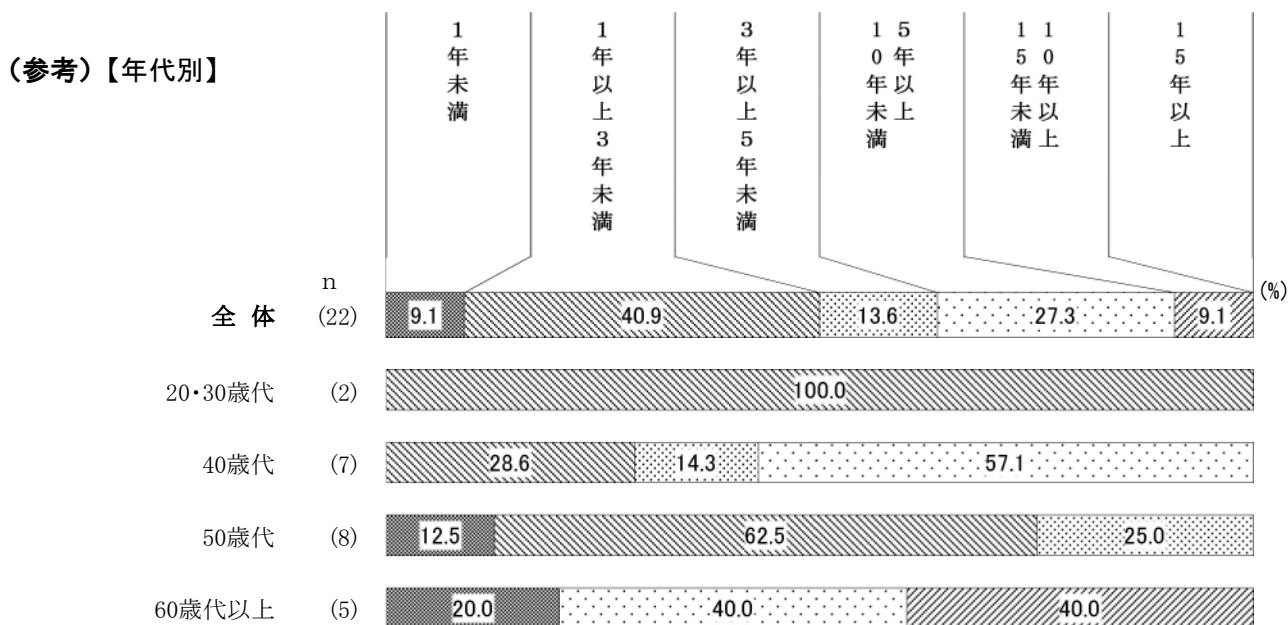 （参考）【年代別】
1年未満
1年以上3年未満
3年以上5年未満
5年以上
10年未満
10年以上
15年未満
15年以上
n
(%)
全 体 (22) 9.1 40.9 13.6 27.3 9.1
20・30歳代 (2) 100.0
40歳代 (7) 28.6 14.3 57.1
50歳代 (8) 12.5 62.5 25.0
60歳代以上 (5) 20.0 40.0 40.0